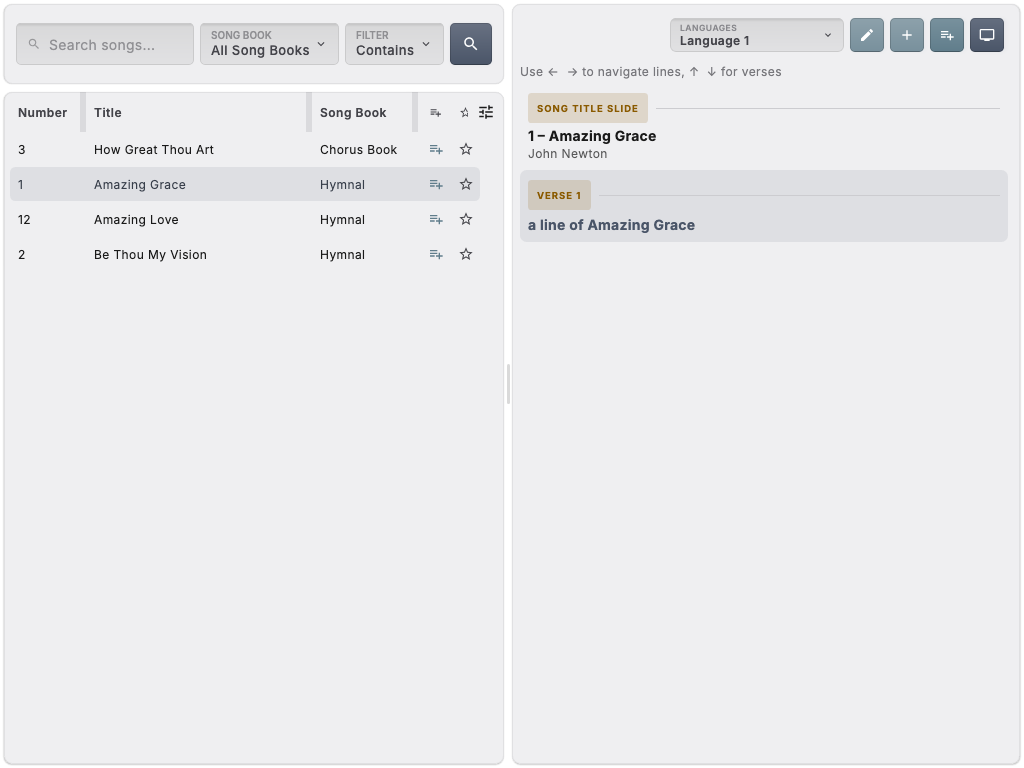 Search songs...
SONG BOOK
All Song Books
FILTER
Contains
Number Title Song Book
3 How Great Thou Art Chorus Book
1 Amazing Grace Hymnal
12 Amazing Love Hymnal
2 Be Thou My Vision Hymnal
LANGUAGES
Language 1
Use ← → to navigate lines, ↑ ↓ for verses
SONG TITLE SLIDE
1 – Amazing Grace
John Newton
VERSE 1
a line of Amazing Grace